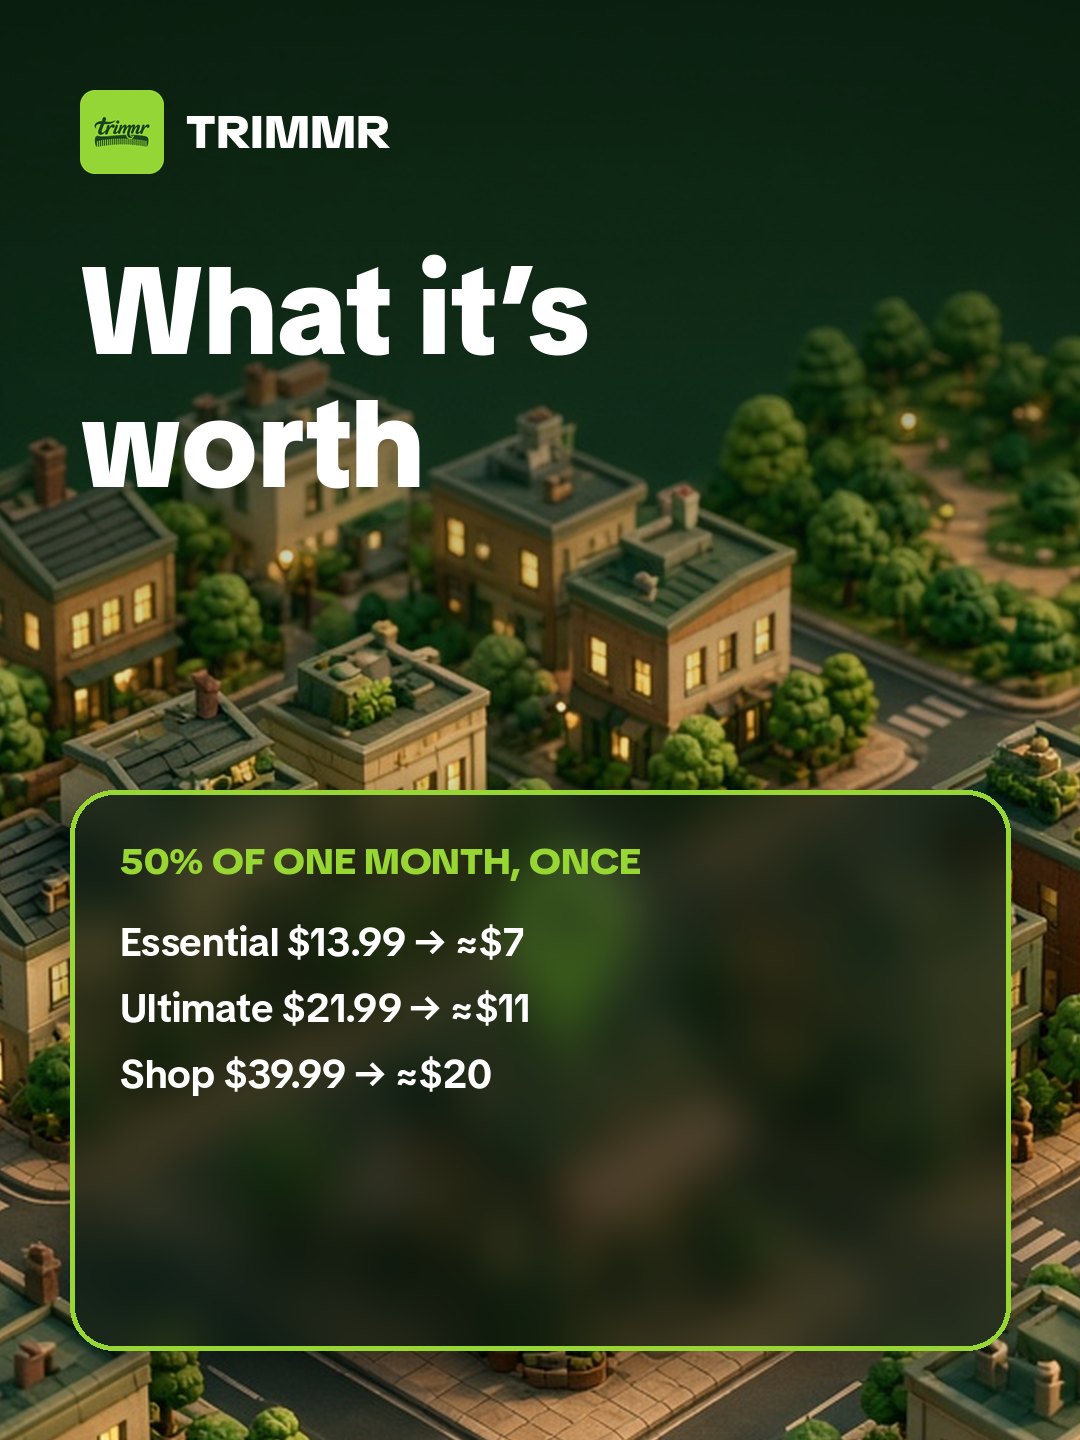 trimmr
TRIMMR
What it’s
worth
50% OF ONE MONTH, ONCE
Essential $13.99 → ≈$7
Ultimate $21.99 → ≈$11
Shop $39.99 → ≈$20